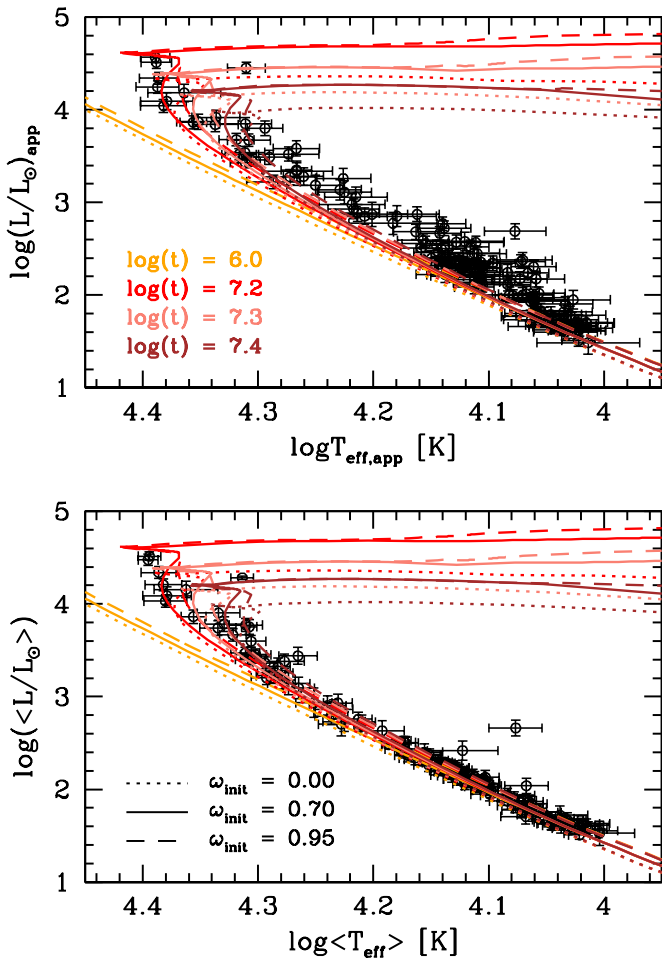 5
4
3
2
1
log(L/L⊙)app
log(t) = 6.0
log(t) = 7.2
log(t) = 7.3
log(t) = 7.4
4.4 4.3 4.2 4.1 4
logTeff,app [K]
5
4
3
2
1
log(<L/L⊙>)
ωinit = 0.00
ωinit = 0.70
ωinit = 0.95
4.4 4.3 4.2 4.1 4
log<Teff> [K]